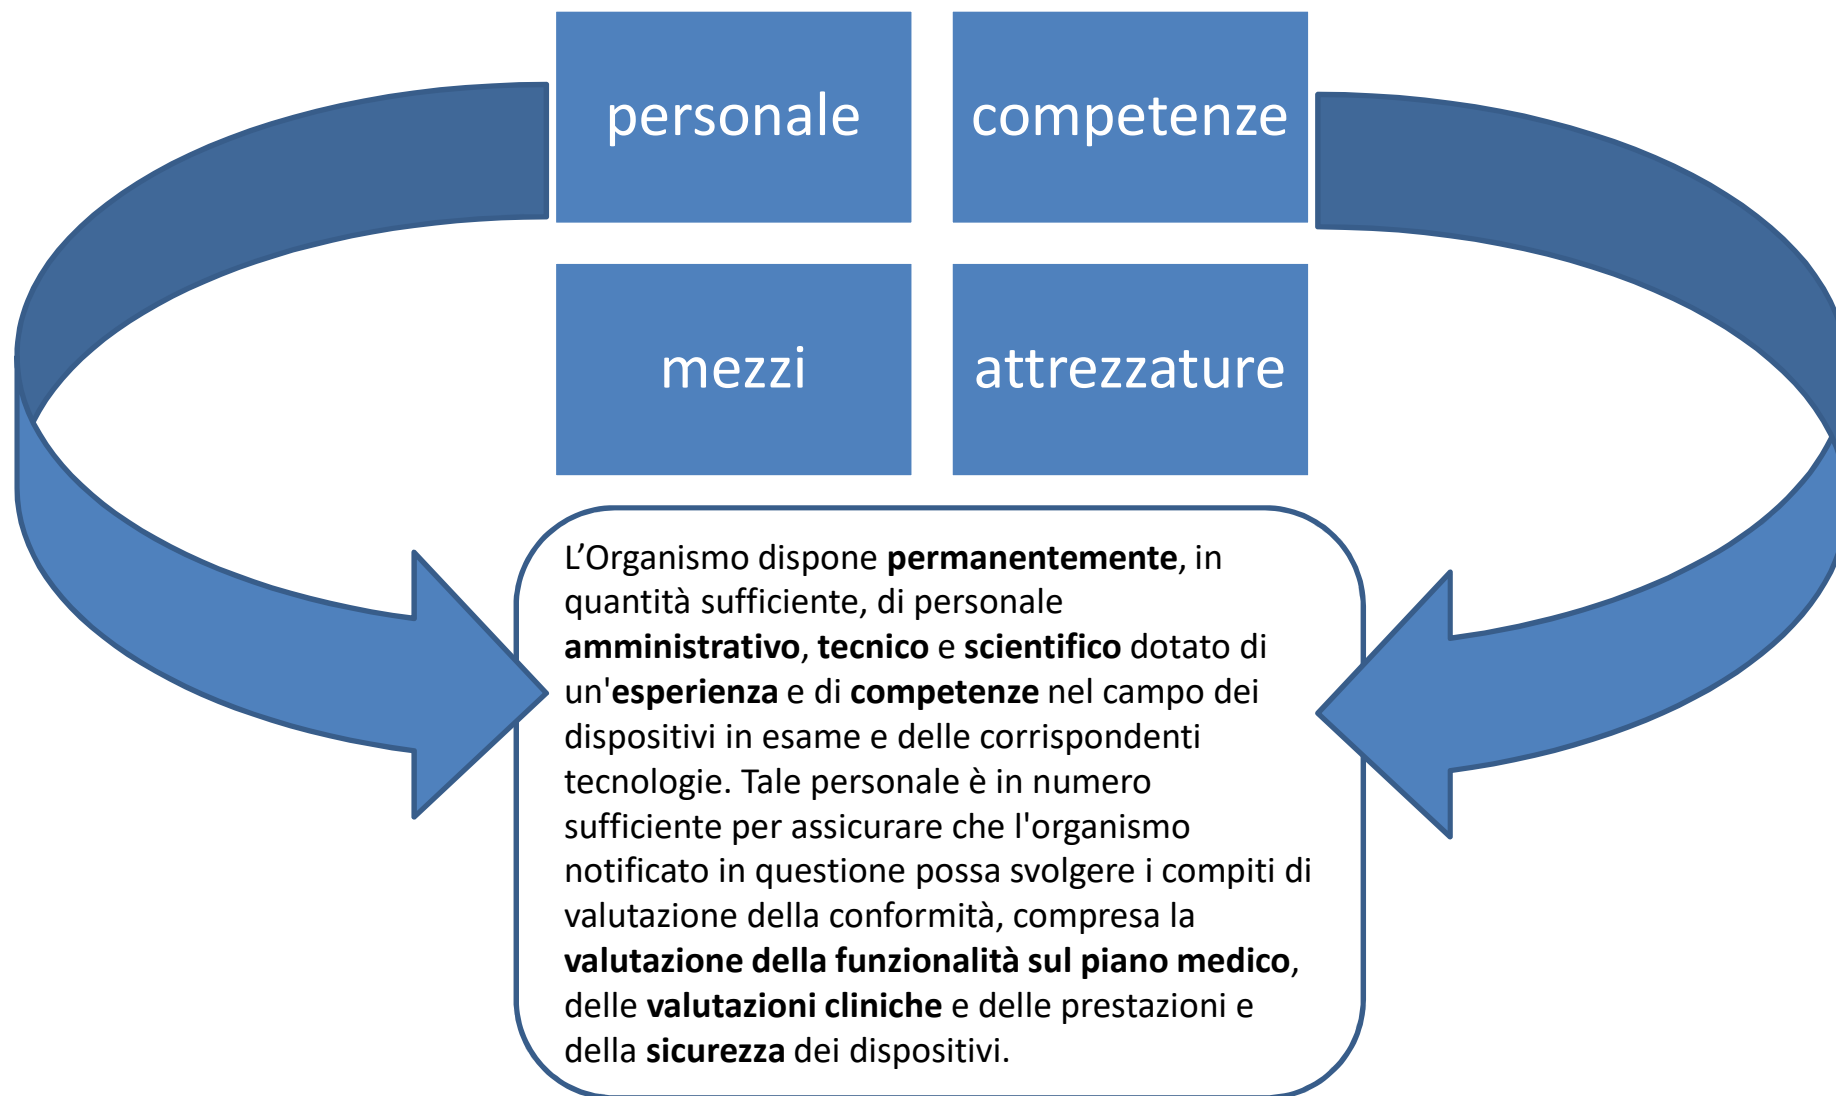 personale
competenze
mezzi
attrezzature
L’Organismo dispone permanentemente, in
quantità sufficiente, di personale
amministrativo, tecnico e scientifico dotato di
un'esperienza e di competenze nel campo dei
dispositivi in esame e delle corrispondenti
tecnologie. Tale personale è in numero
sufficiente per assicurare che l'organismo
notificato in questione possa svolgere i compiti di
valutazione della conformità, compresa la
valutazione della funzionalità sul piano medico,
delle valutazioni cliniche e delle prestazioni e
della sicurezza dei dispositivi.